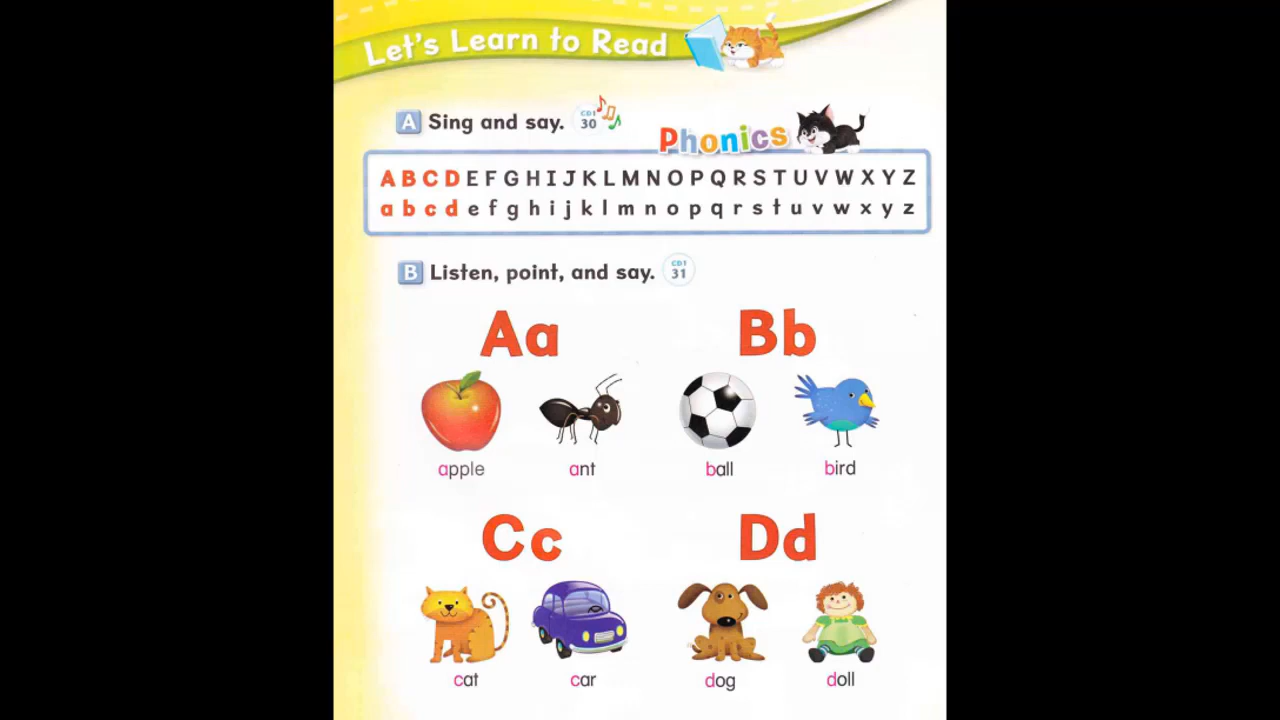 Let's Learn to Read
A Sing and say. CD1 30
Phonics
A B C D E F G H I J K L M N O P Q R S T U V W X Y Z
a b c d e f g h i j k l m n o p q r s t u v w x y z
B Listen, point, and say. CD1 31
Aa Bb
apple ant ball bird
Cc Dd
cat car dog doll